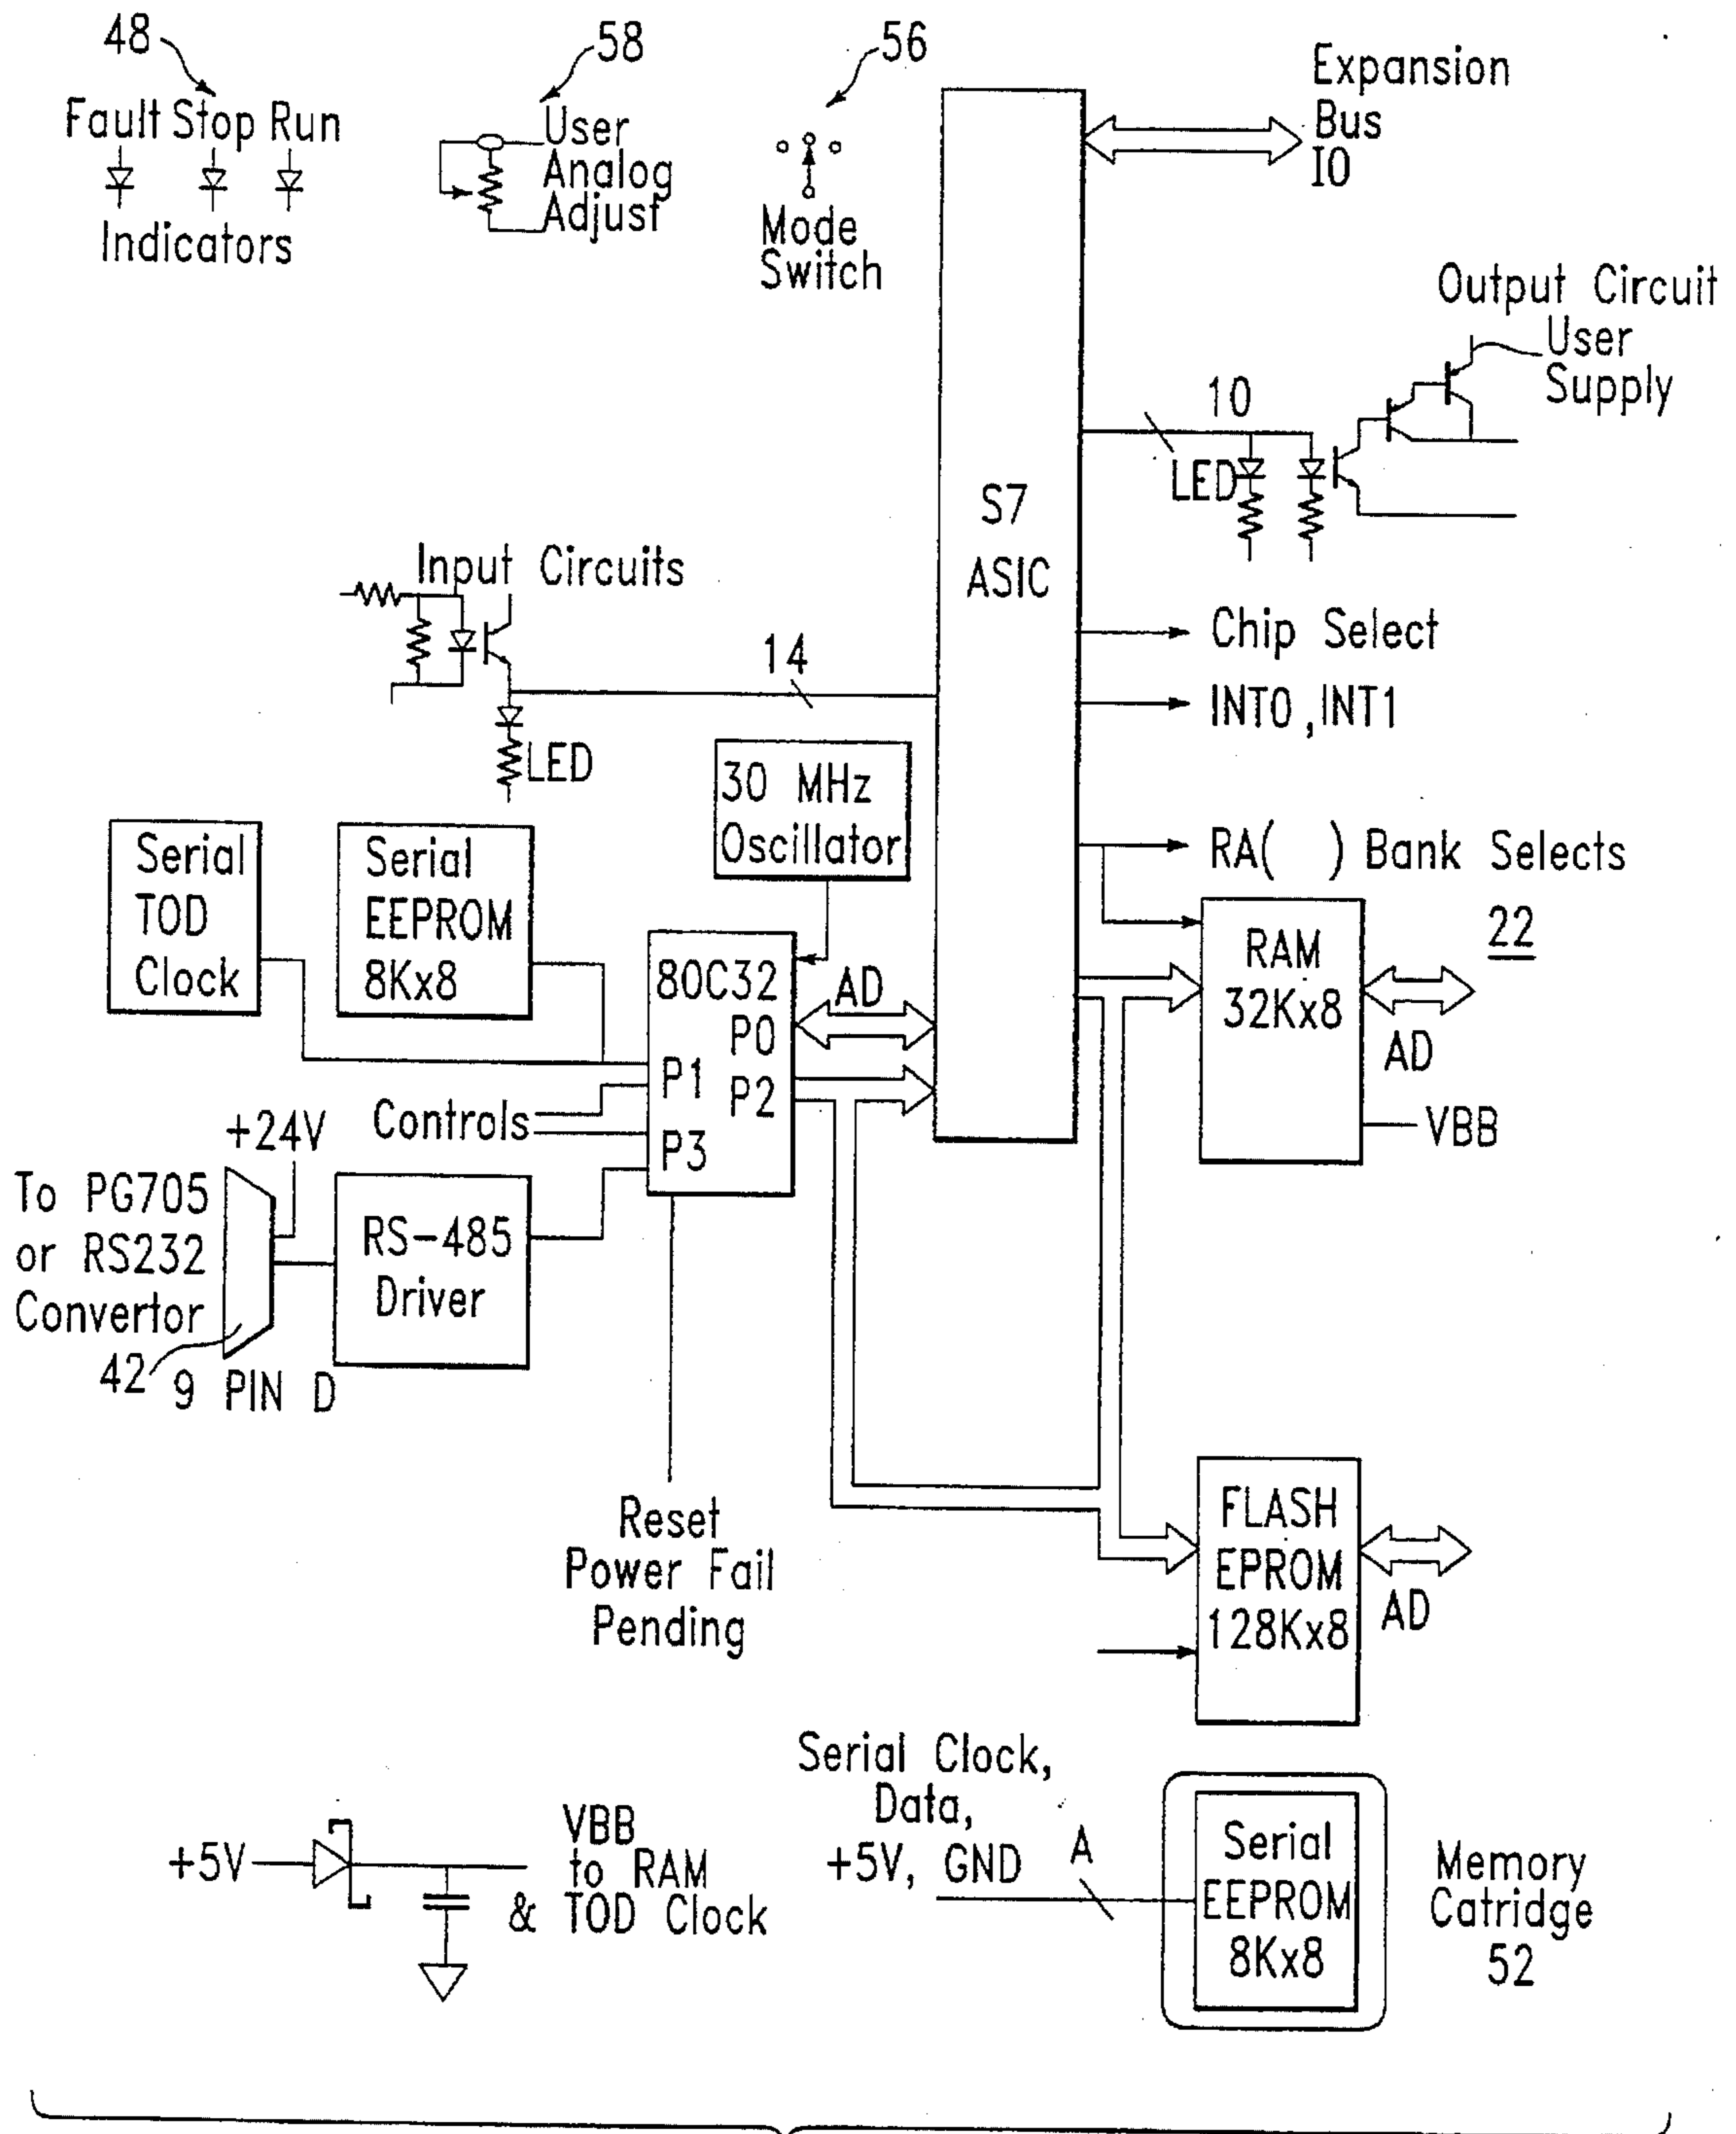 48
58
56
Fault Stop Run
Indicators
User
Analog
Adjust
Mode
Switch
Expansion
Bus
IO
Output Circuit
User
Supply
10
LED
S7
ASIC
Input Circuits
14
LED
Chip Select
INT0, INT1
30 MHz
Oscillator
RA( ) Bank Selects
22
Serial
TOD
Clock
Serial
EEPROM
8Kx8
80C32
P0
P1
P2
P3
AD
RAM
32Kx8
AD
VBB
Controls
+24V
To PG705
or RS232
Convertor
42
9 PIN D
RS-485
Driver
Reset
Power Fail
Pending
FLASH
EPROM
128Kx8
AD
+5V
VBB
to RAM
& TOD Clock
Serial Clock,
Data,
+5V, GND
A
Serial
EEPROM
8Kx8
Memory
Catridge
52